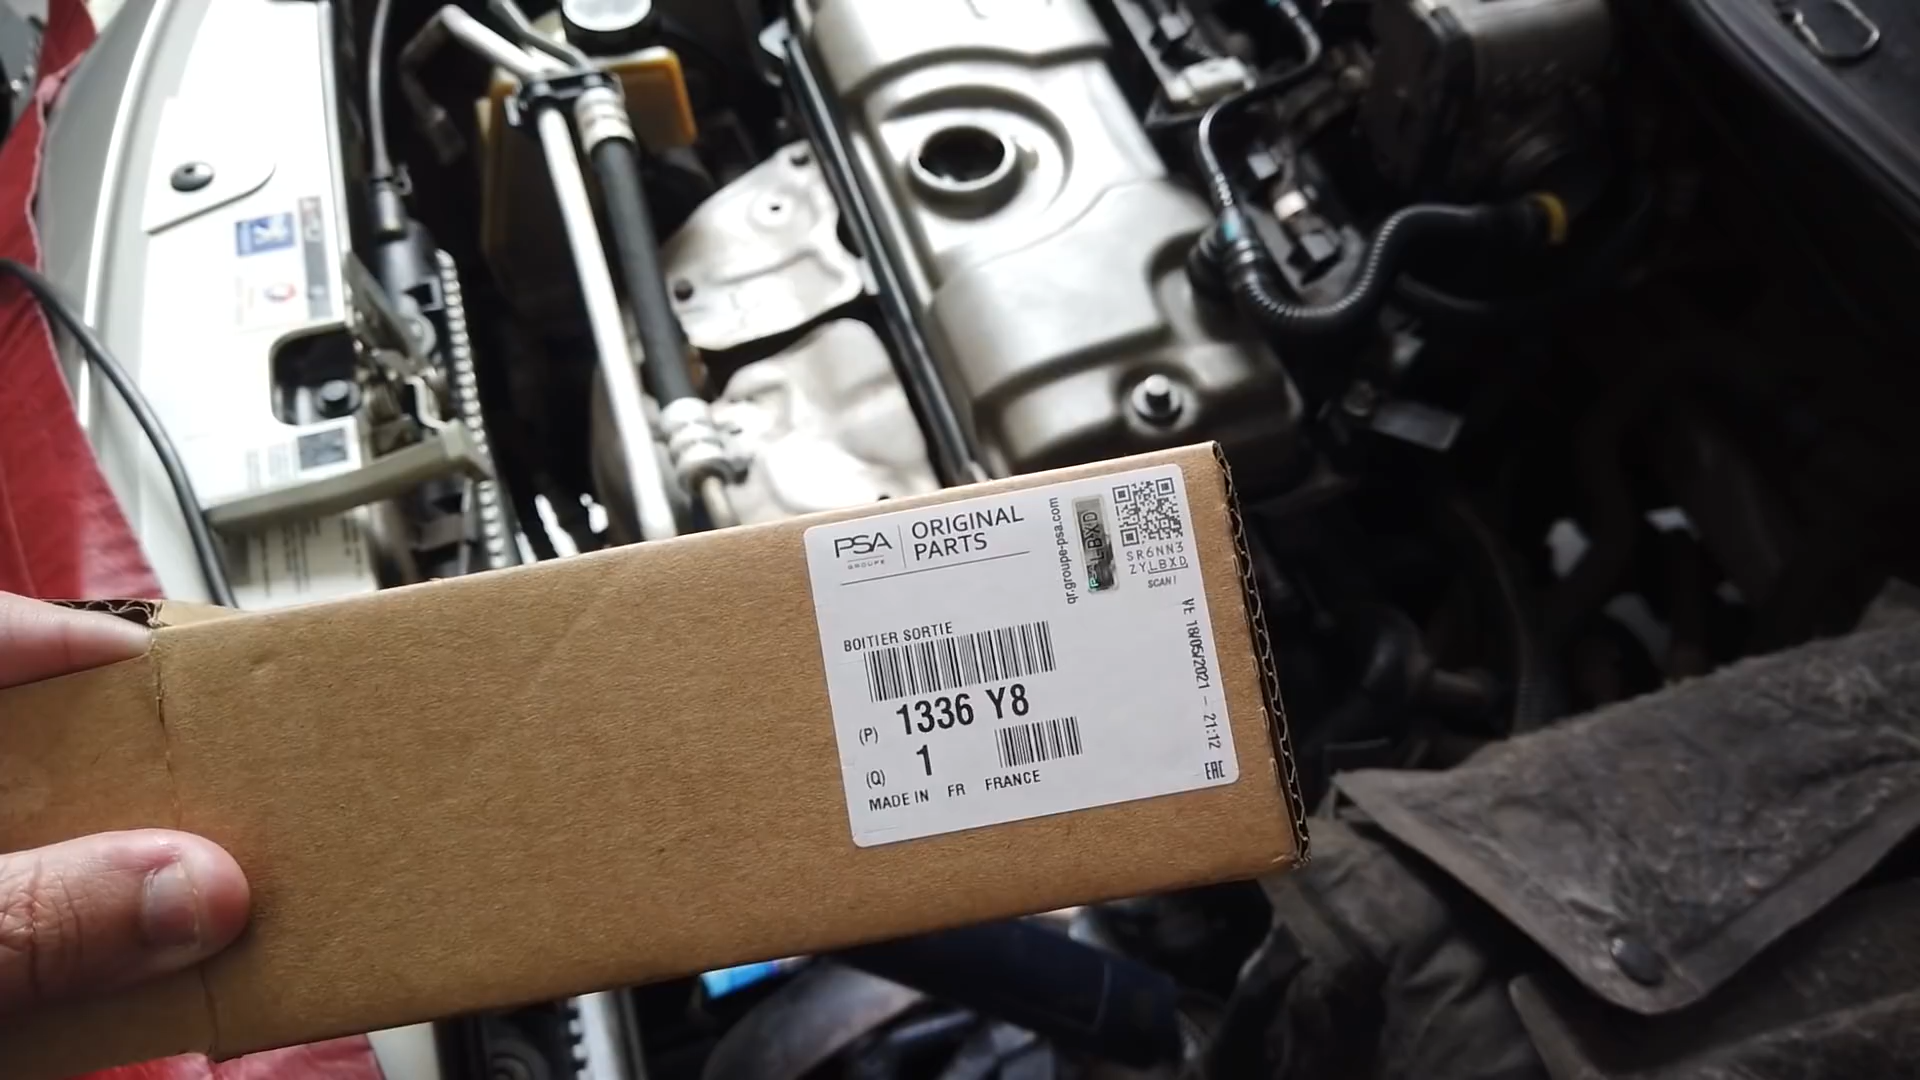 PSA
GROUPE
ORIGINAL
PARTS
qr.groupe-psa.com
LBXD
SR6NN3
ZYLBXD
SCAN!
BOITIER SORTIE
(P) 1336 Y8
(Q) 1
MADE IN FR FRANCE
VE 18/05/2021 - 21:12
EAC